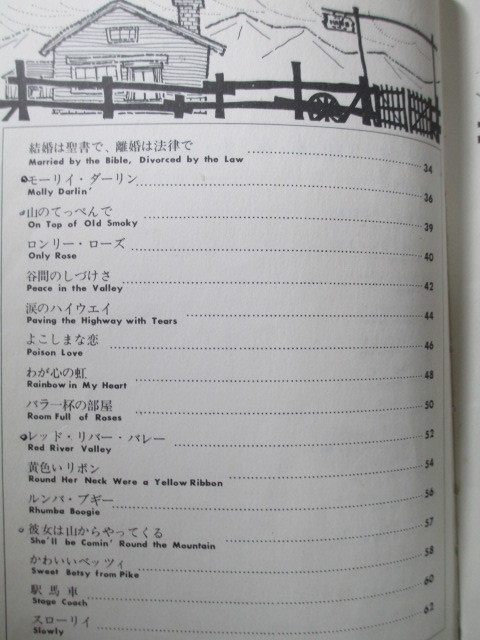 結婚は聖書で、離婚は法律で
Married by the Bible, Divorced by the Law 34
モーリイ・ダーリン
Molly Darlin' 36
山のてっぺんで
On Top of Old Smoky 39
ロンリー・ローズ
Only Rose 40
谷間のしづけさ
Peace in the Valley 42
涙のハイウエイ
Paving the Highway with Tears 44
よこしまな恋
Poison Love 46
わが心の虹
Rainbow in My Heart 48
バラ一杯の部屋
Room Full of Roses 50
レッド・リバー・バレー
Red River Valley 52
黄色いリボン
Round Her Neck Were a Yellow Ribbon 54
ルンバ・ブギー
Rhumba Boogie 56
彼女は山からやってくる
She'll be Comin' Round the Mountain 57
かわいいベッツィ
Sweet Batsy from Pike 58
駅馬車
Stage Coach 60
スローリイ
Slowly 62